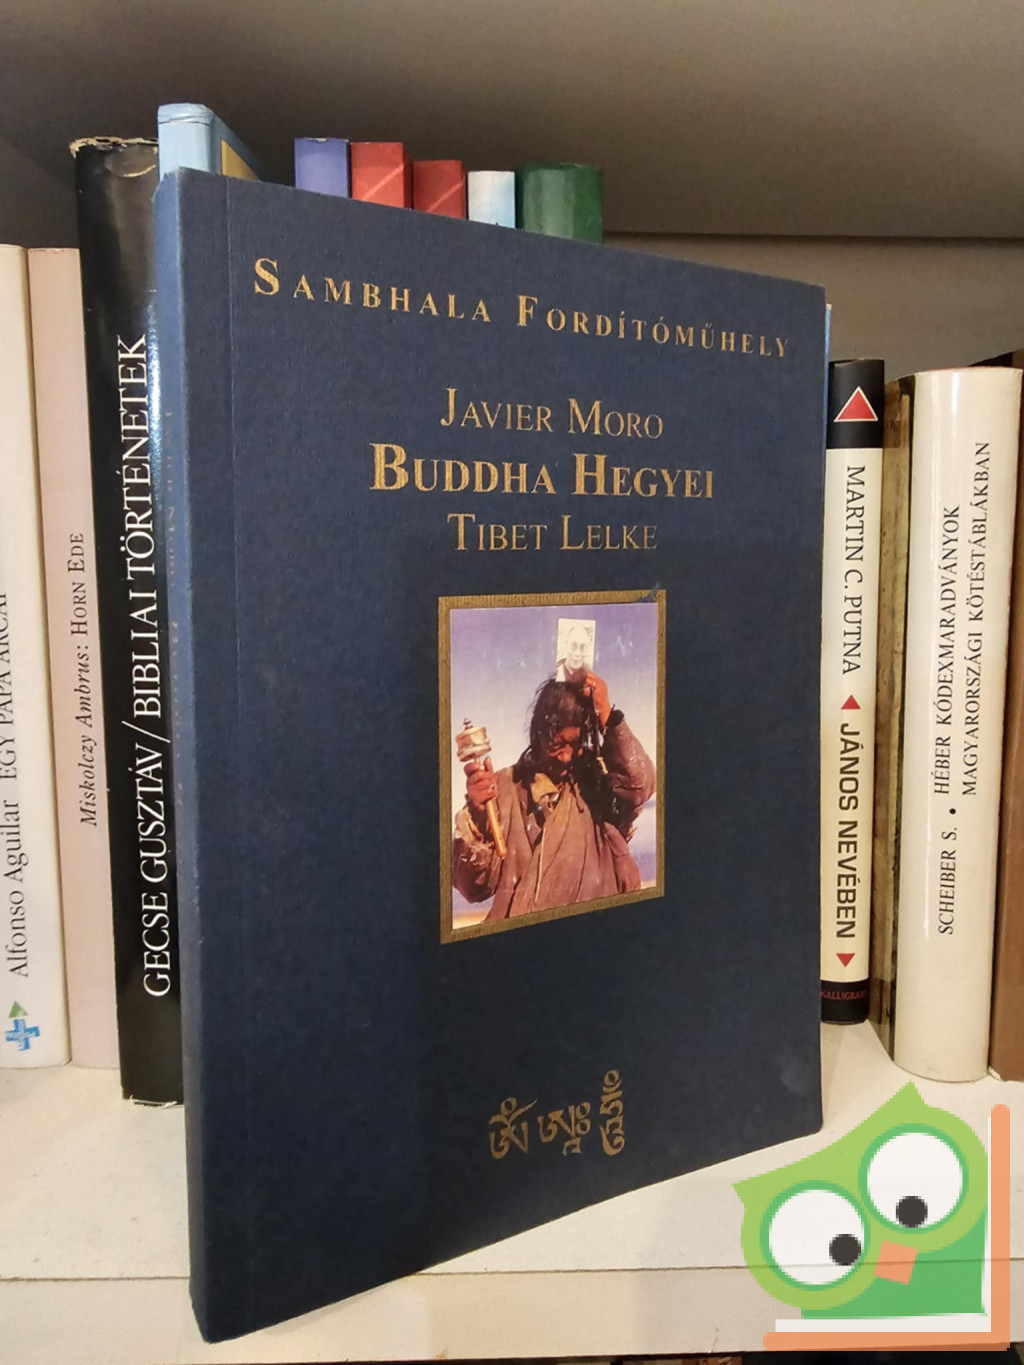 SAMBHALA FORDÍTÓMŰHELY
JAVIER MORO
BUDDHA HEGYEI
TIBET LELKE
ཨོཾ ཨཱཿ ཧཱུྃ
Alfonso Aguilar EGY PÁPA ARCAI
Miskolczy Ambrus: HORN EDE
GECSE GUSZTÁV/BIBLIAI TÖRTÉNETEK
MARTIN C. PUTNA ◆ JÁNOS NEVÉBEN
KALLIGRAM
SCHEIBER S. • HÉBER KÓDEXMARADVÁNYOK
MAGYARORSZÁGI KÖTÉSTÁBLÁKBAN